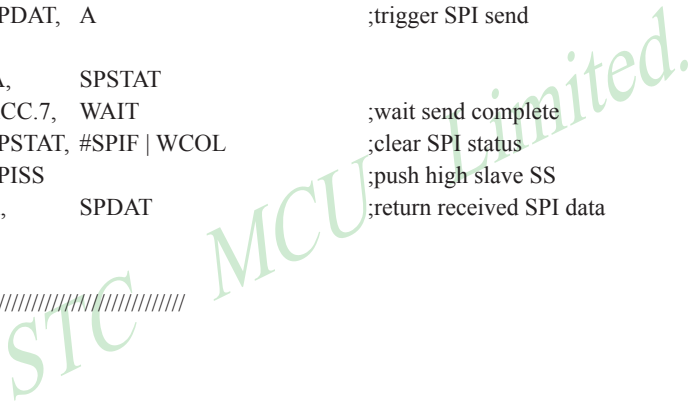 PDAT, A ;trigger SPI send
A, SPSTAT
CC.7, WAIT ;wait send complete
PSTAT, #SPIF | WCOL ;clear SPI status
PISS ;push high slave SS
, SPDAT ;return received SPI data
///////////////////////////
STC MCU Limited.